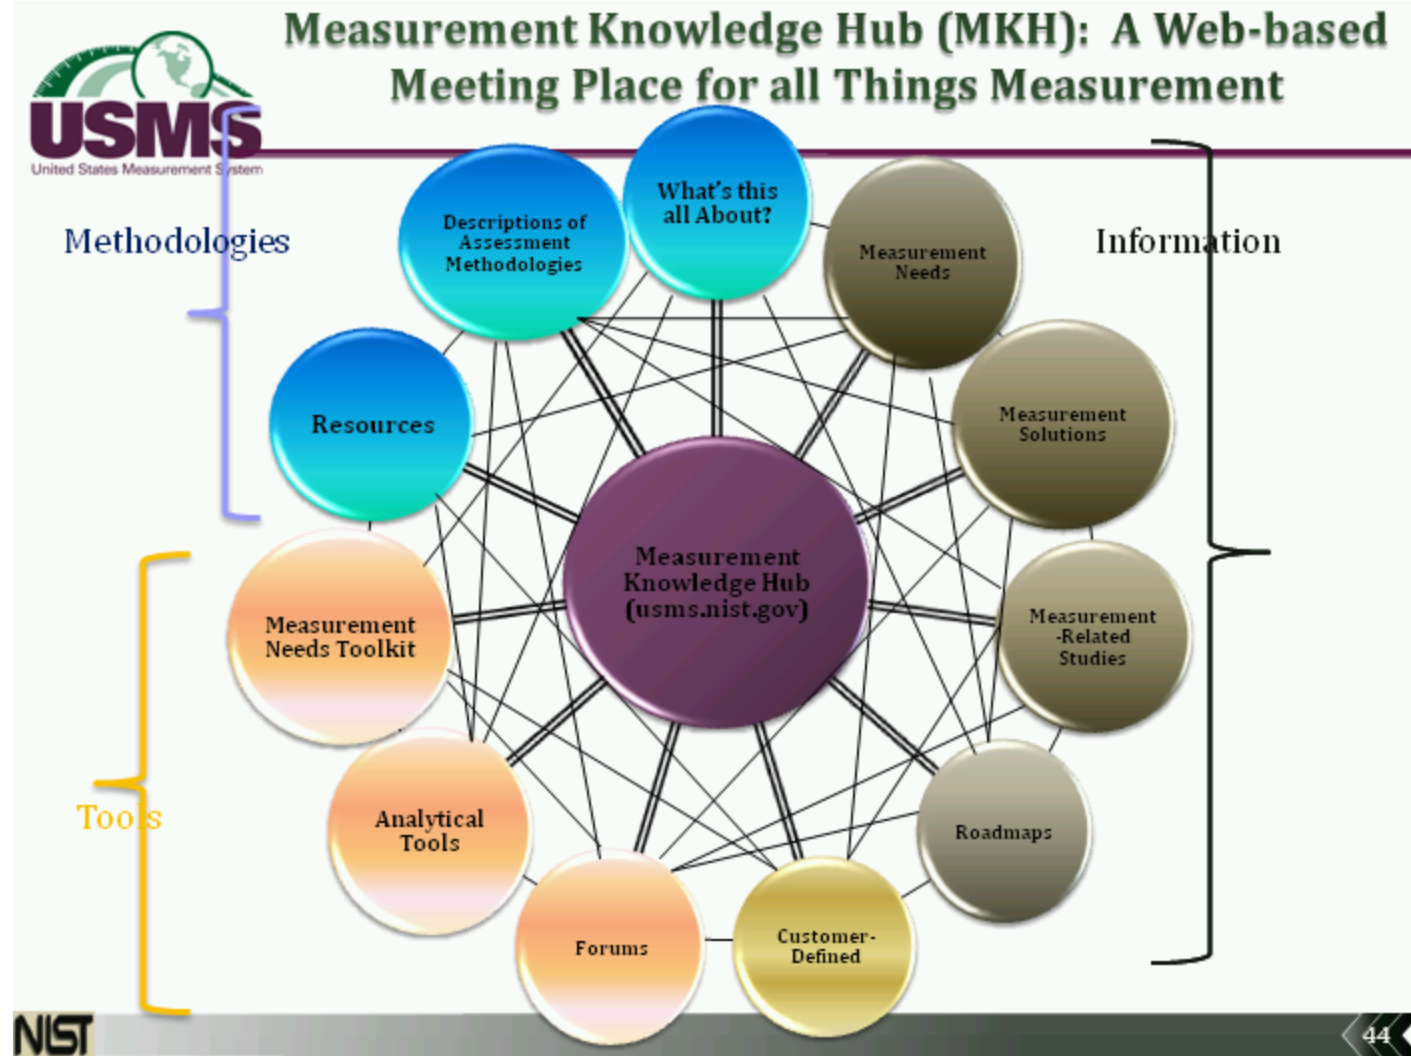 Measurement Knowledge Hub (MKH): A Web-based
Meeting Place for all Things Measurement
USMS
United States Measurement System
Methodologies
Information
Tools
What's this
all About?
Descriptions of
Assessment
Methodologies
Measurement
Needs
Resources
Measurement
Solutions
Measurement
Knowledge Hub
(usms.nist.gov)
Measurement
Needs Toolkit
Measurement
-Related
Studies
Analytical
Tools
Roadmaps
Forums
Customer-
Defined
NIST
44